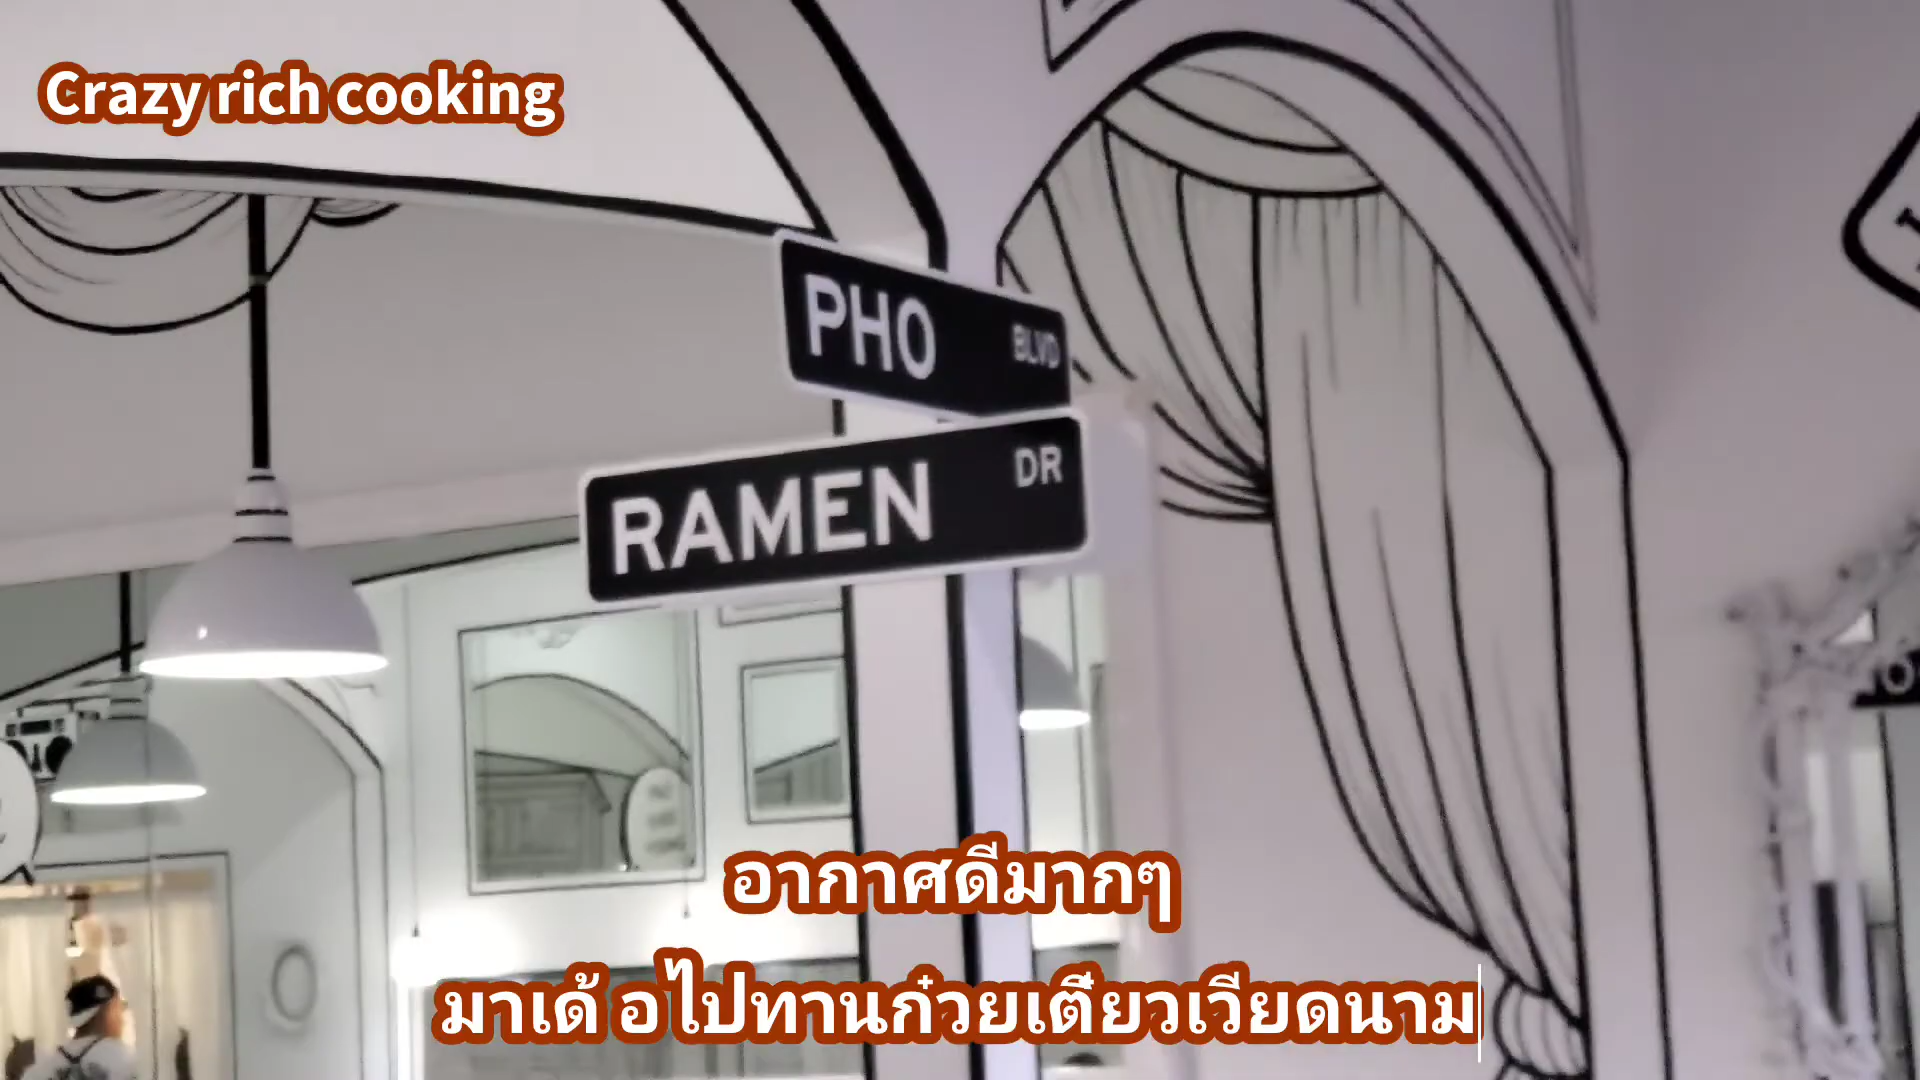 Crazy rich cooking
PHO BLVD
RAMEN DR
อากาศดีมากๆ
มาเด้ อไปทานก๋วยเตี๋ยวเวียดนาม